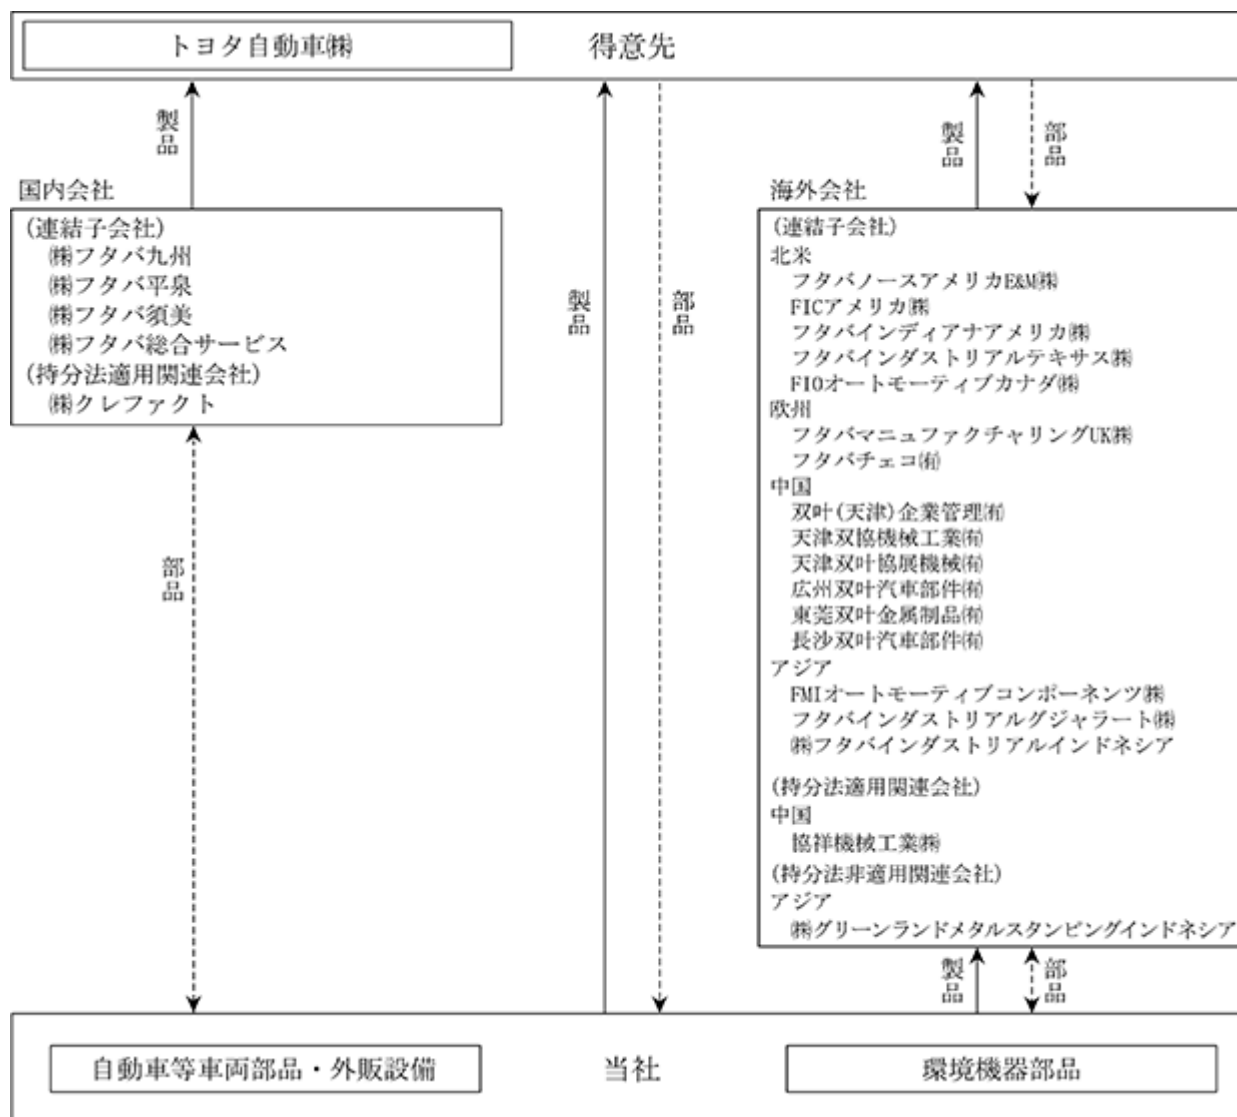 トヨタ自動車㈱
得意先
製品
製品
部品
国内会社
(連結子会社)
㈱フタバ九州
㈱フタバ平泉
㈱フタバ須美
㈱フタバ総合サービス
(持分法適用関連会社)
㈱クレファクト
製品
部品
部品
海外会社
(連結子会社)
北米
フタバノースアメリカE&M㈱
FICアメリカ㈱
フタバインディアナアメリカ㈱
フタバインダストリアルテキサス㈱
FIOオートモーティブカナダ㈱
欧州
フタバマニュファクチャリングUK㈱
フタバチェコ㈲
中国
双叶(天津)企業管理㈲
天津双協機械工業㈲
天津双叶協展機械㈲
広州双叶汽車部件㈲
東莞双叶金属制品㈲
長沙双叶汽車部件㈲
アジア
FMIオートモーティブコンポーネンツ㈱
フタバインダストリアルグジャラート㈱
㈱フタバインダストリアルインドネシア
(持分法適用関連会社)
中国
協祥機械工業㈱
(持分法非適用関連会社)
アジア
㈱グリーンランドメタルスタンピングインドネシア
製品
部品
自動車等車両部品・外販設備
当社
環境機器部品